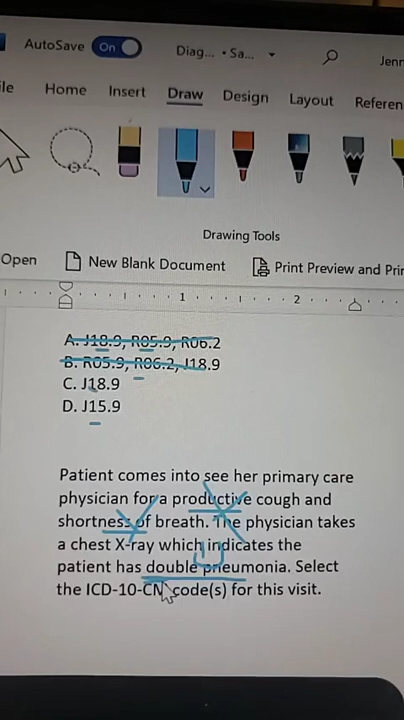 AutoSave On Diag... • Sa...
Jenn
ile Home Insert Draw Design Layout Referen
Drawing Tools
Open New Blank Document Print Preview and Prin
1 2
A. J18.9, R05.9, R06.2
B. R05.9, R06.2, J18.9
C. J18.9
D. J15.9
Patient comes into see her primary care
physician for a productive cough and
shortness of breath. The physician takes
a chest X-ray which indicates the
patient has double pneumonia. Select
the ICD-10-CN code(s) for this visit.